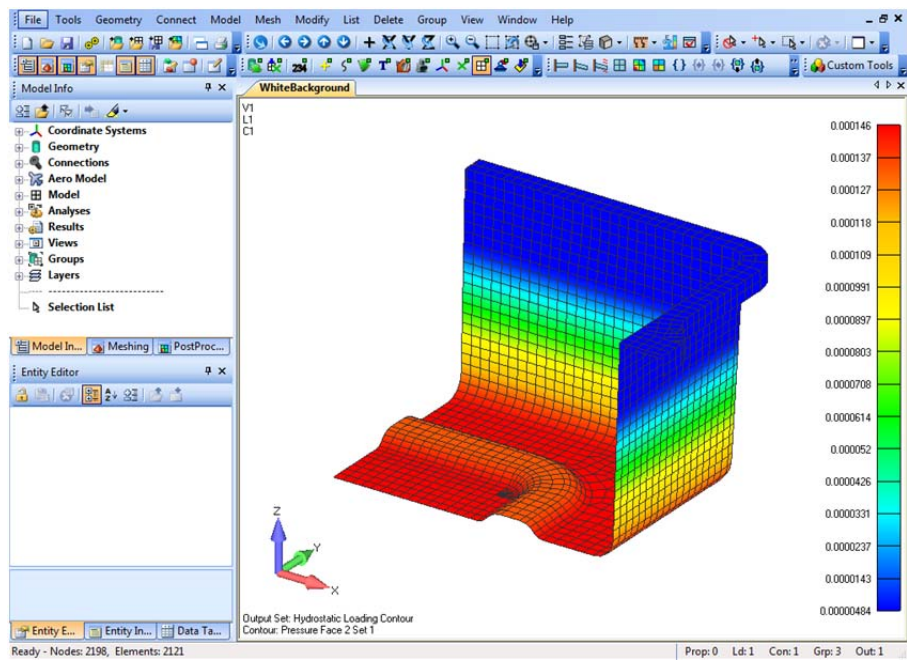 File Tools Geometry Connect Model Mesh Modify List Delete Group View Window Help
Custom Tools
Model Info
WhiteBackground
Coordinate Systems
Geometry
Connections
Aero Model
Model
Analyses
Results
Views
Groups
Layers
Selection List
Model In... Meshing PostProc...
Entity Editor
Entity E... Entity In... Data Ta...
V1
L1
C1
0.000146
0.000137
0.000127
0.000118
0.000109
0.0000991
0.0000897
0.0000803
0.0000708
0.0000614
0.000052
0.0000426
0.0000331
0.0000237
0.0000143
0.00000484
Z
Y
X
Output Set: Hydrostatic Loading Contour
Contour: Pressure Face 2 Set 1
Ready - Nodes: 2198, Elements: 2121 Prop: 0 Ld: 1 Con: 1 Grp: 3 Out: 1